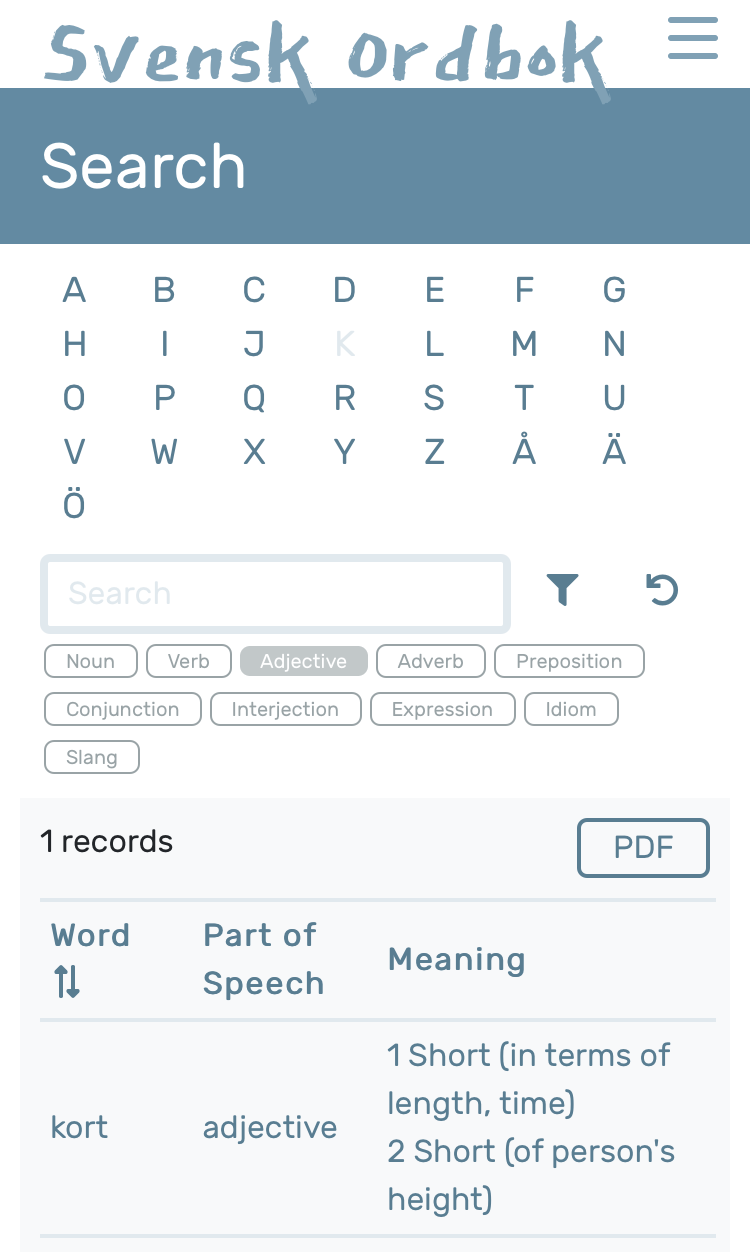 Svensk Ordbok
Search
A B C D E F G
H I J K L M N
O P Q R S T U
V W X Y Z Å Ä
Ö
Search
Noun Verb Adjective Adverb Preposition
Conjunction Interjection Expression Idiom
Slang
1 records PDF
Word Part of Speech Meaning
kort adjective 1 Short (in terms of
length, time)
2 Short (of person's
height)